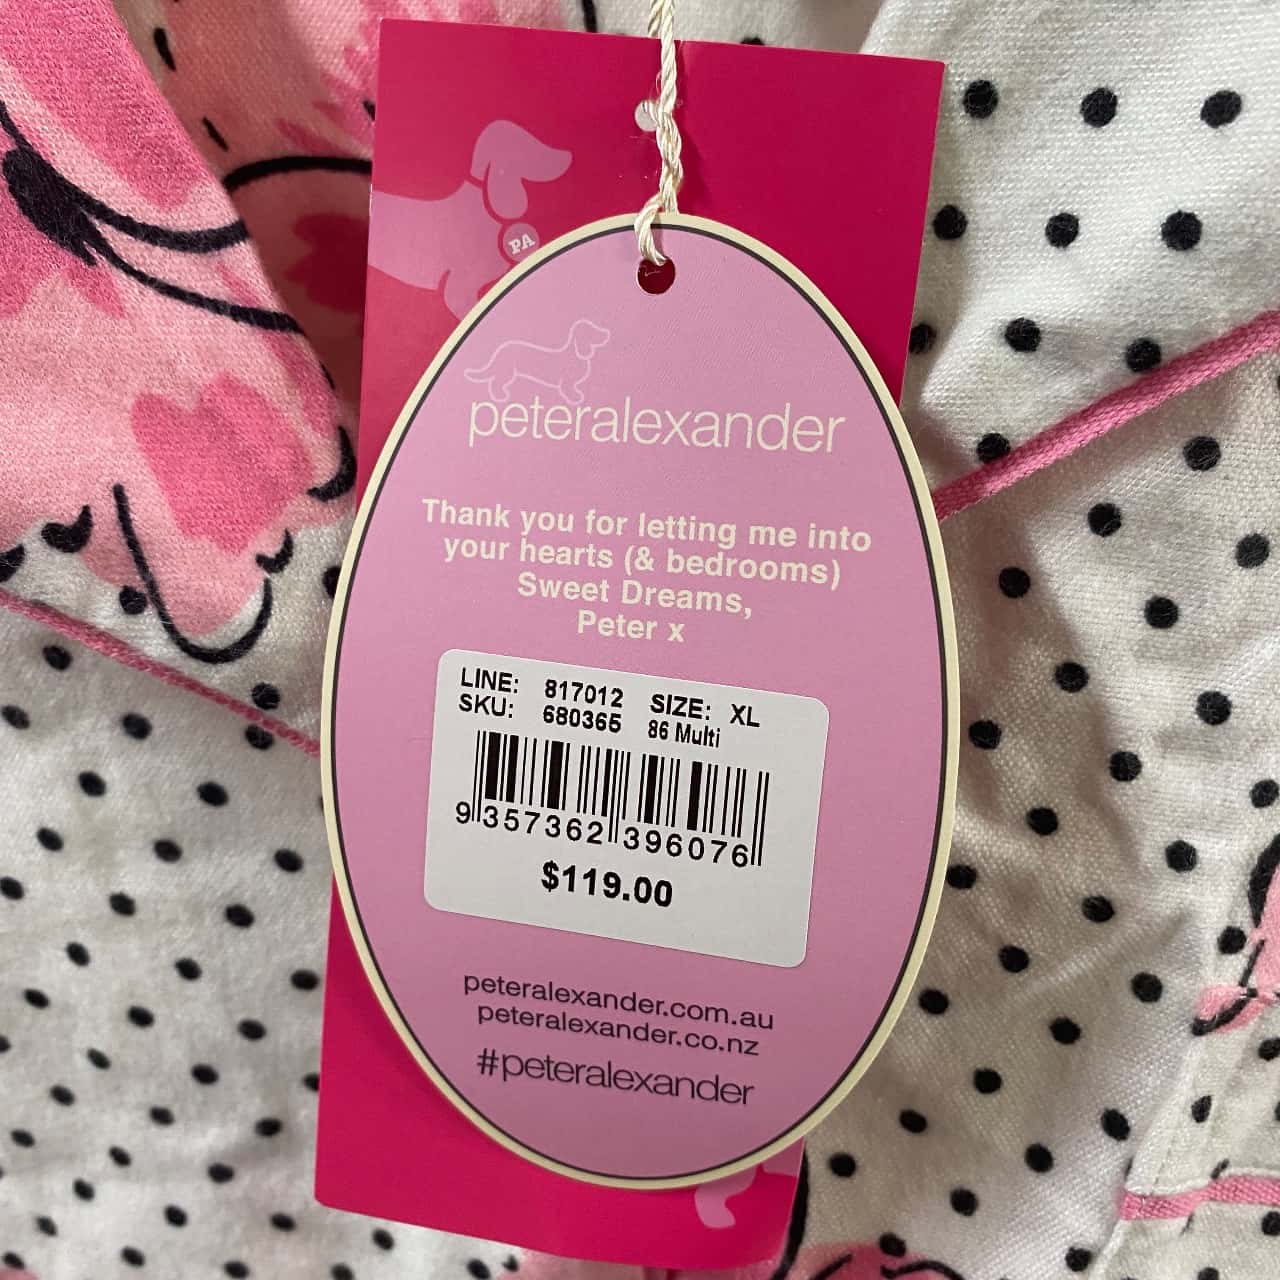 PA
peteralexander
Thank you for letting me into
your hearts (& bedrooms)
Sweet Dreams,
Peter x
LINE: 817012 SIZE: XL
SKU: 680365 86 Multi
9 357362 396076
$119.00
peteralexander.com.au
peteralexander.co.nz
#peteralexander